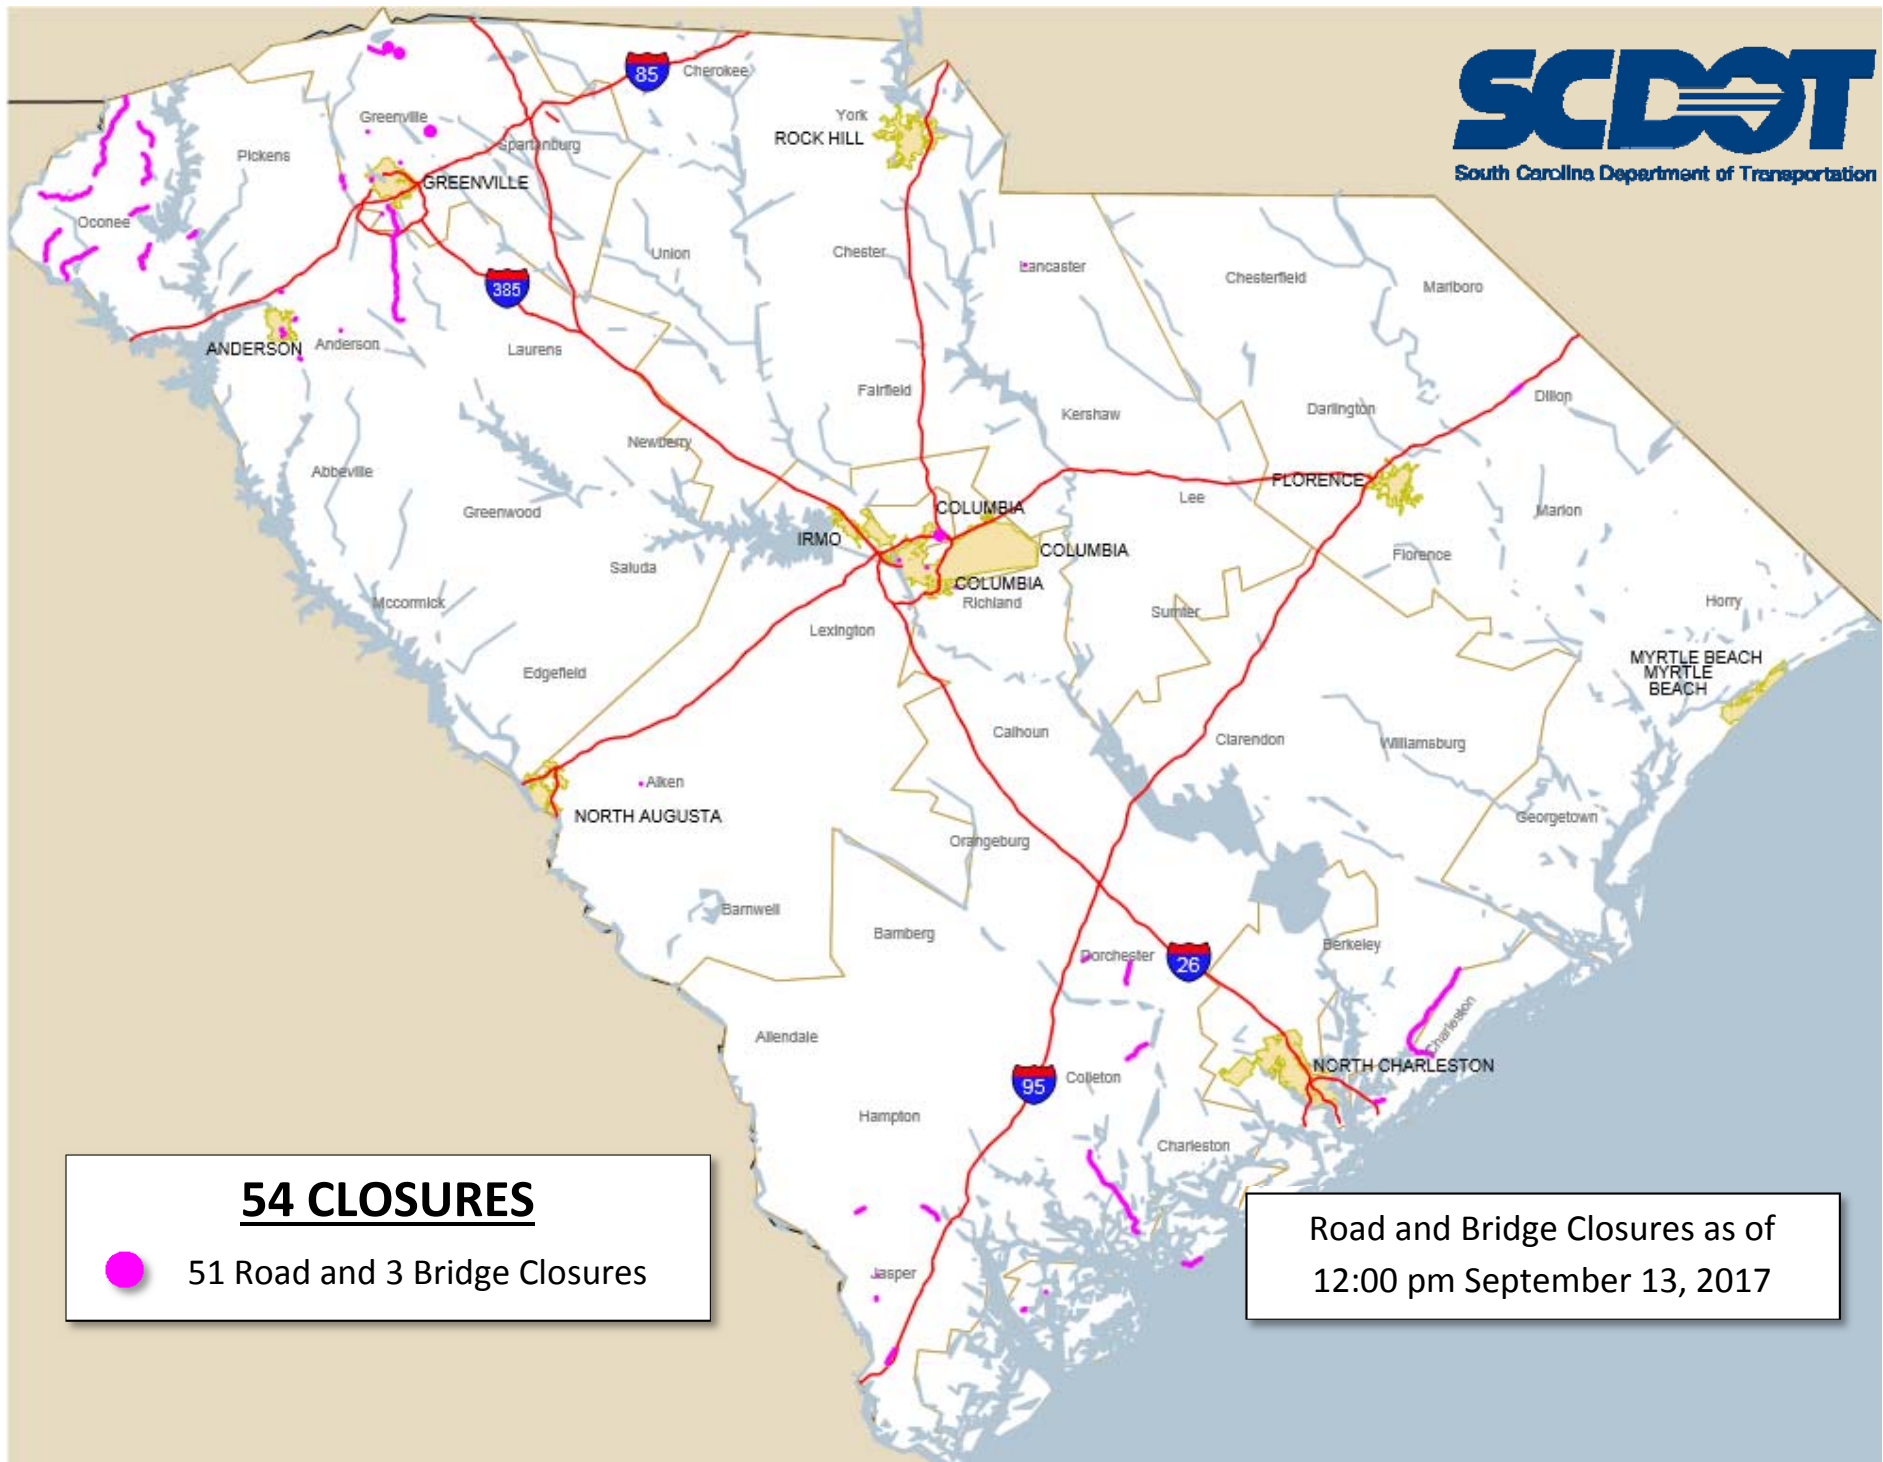 SCDOT
South Carolina Department of Transportation
85
Cherokee
York
ROCK HILL
Greenville
Spartanburg
Pickens
GREENVILLE
Oconee
Union
Chester
Lancaster
Chesterfield
Marlboro
385
ANDERSON
Anderson
Laurens
Fairfield
Kershaw
Darlington
Dillon
Newberry
Abbeville
Greenwood
FLORENCE
Lee
Marion
COLUMBIA
IRMO
COLUMBIA
Florence
Saluda
COLUMBIA
Richland
Mccormick
Lexington
Sumter
Horry
Edgefield
MYRTLE BEACH
MYRTLE
BEACH
Calhoun
Clarendon
Williamsburg
Aiken
NORTH AUGUSTA
Orangeburg
Georgetown
Barnwell
Bamberg
Berkeley
Dorchester
26
Allendale
Charleston
NORTH CHARLESTON
95
Colleton
Hampton
Charleston
Jasper
54 CLOSURES
51 Road and 3 Bridge Closures
Road and Bridge Closures as of
12:00 pm September 13, 2017